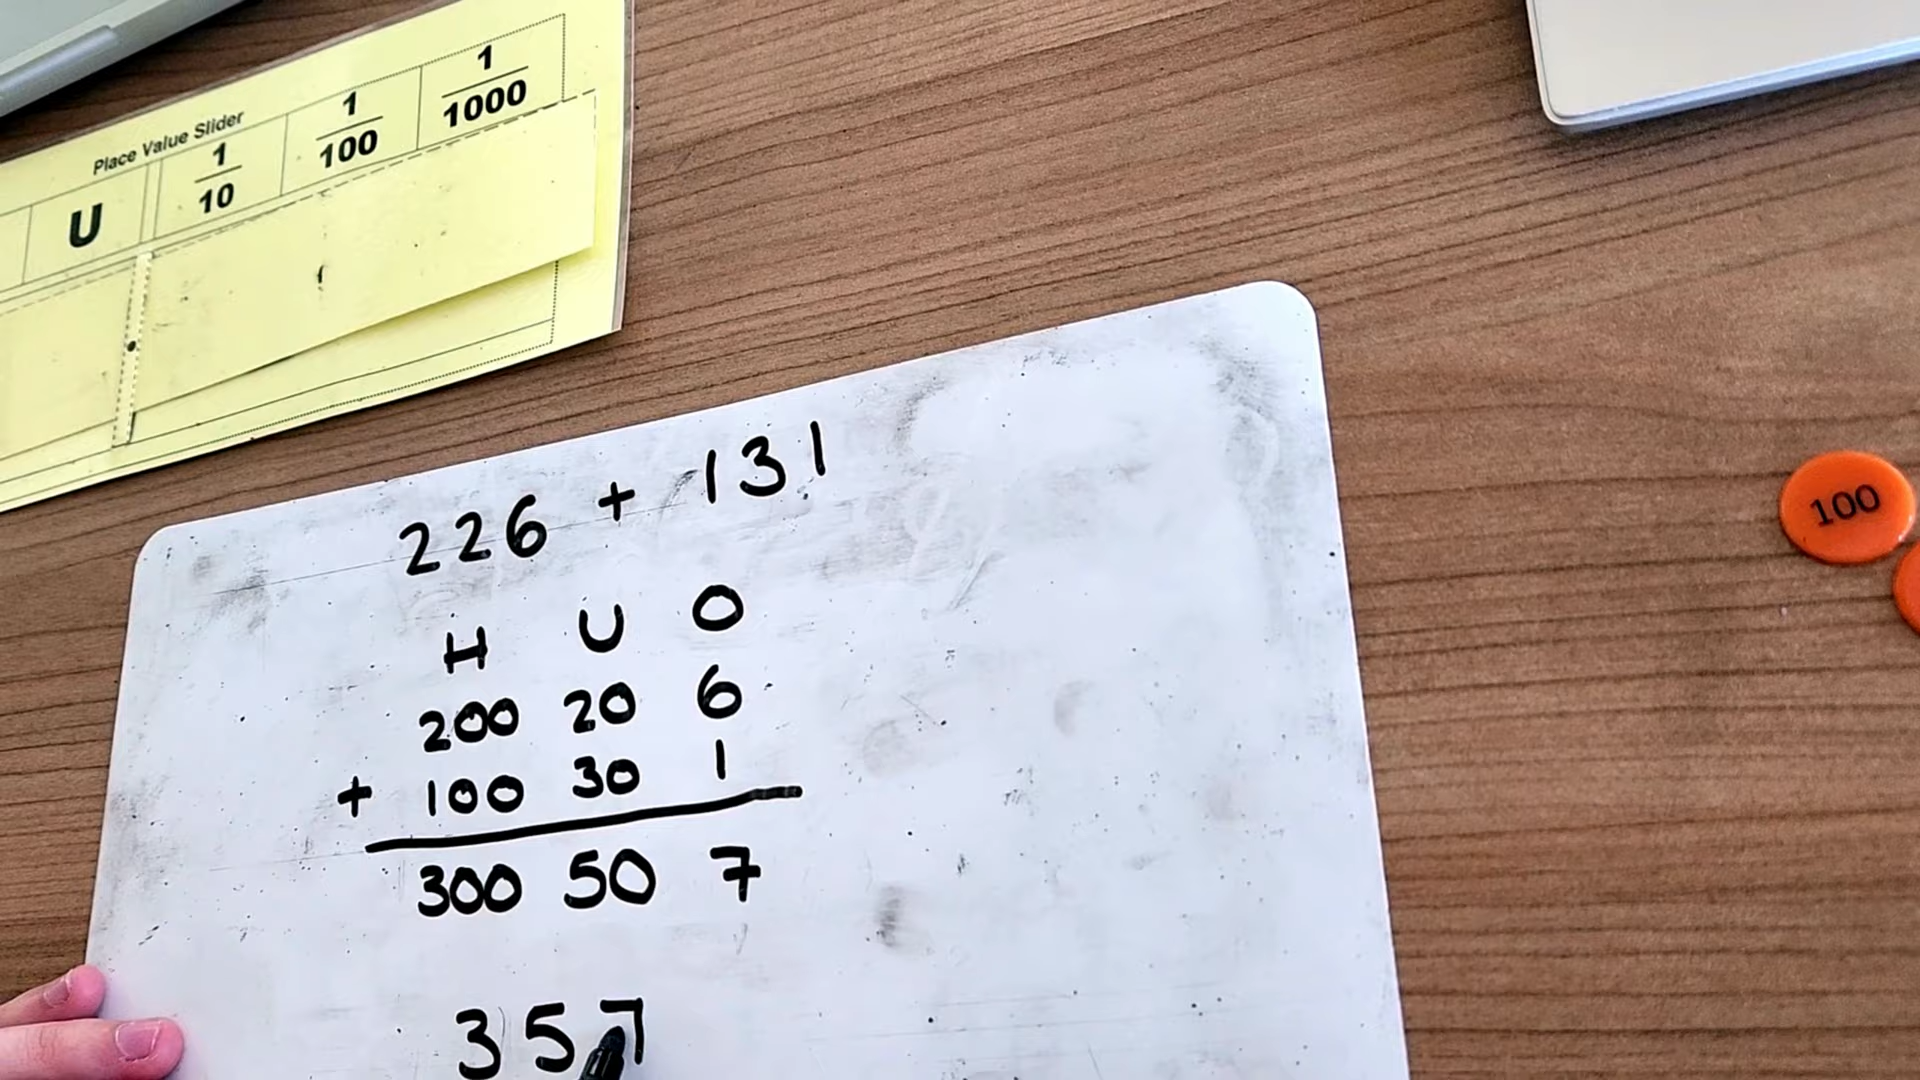 Place Value Slider
U 1/10 1/100 1/1000
100
226 + 131
H U O
200 20 6
+ 100 30 1
300 50 7
357